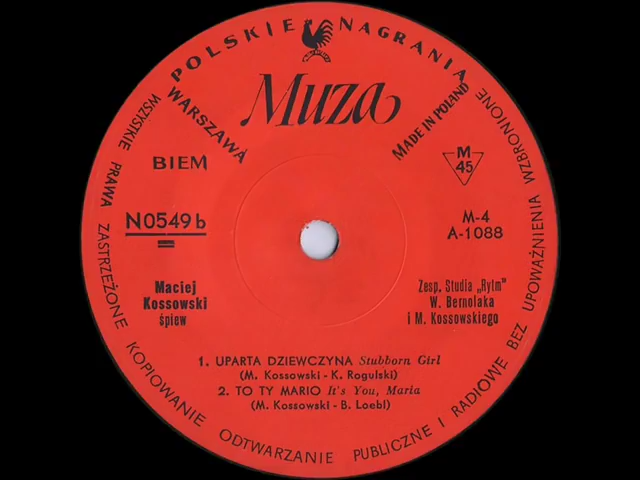 POLSKIE NAGRANIA
Muza
WARSZAWA
MADE IN POLAND
BIEM
M
45
N0549 b
M-4
A-1088
Maciej
Kossowski
śpiew
Zesp. Studia „Rytm"
W. Bernolaka
i M. Kossowskiego
1. UPARTA DZIEWCZYNA Stubborn Girl
(M. Kossowski - K. Rogulski)
2. TO TY MARIO It's You, Maria
(M. Kossowski - B. Loebl)
WSZYSTKIE PRAWA ZASTRZEŻONE KOPIOWANIE ODTWARZANIE PUBLICZNE I RADIOWE BEZ UPOWAŻNIENIA WZBRONIONE